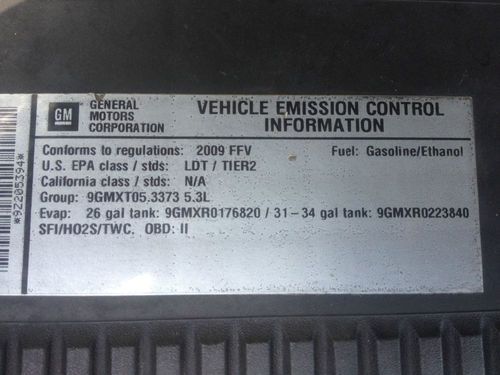 GM
GENERAL MOTORS CORPORATION
VEHICLE EMISSION CONTROL INFORMATION
Conforms to regulations: 2009 FFV Fuel: Gasoline/Ethanol
U.S. EPA class / stds: LDT / TIER2
California class / stds: N/A
Group: 9GMXT05.3373 5.3L
Evap: 26 gal tank: 9GMXR0176820 / 31-34 gal tank: 9GMXR0223840
SFI/HO2S/TWC, OBD: II
*92205394*